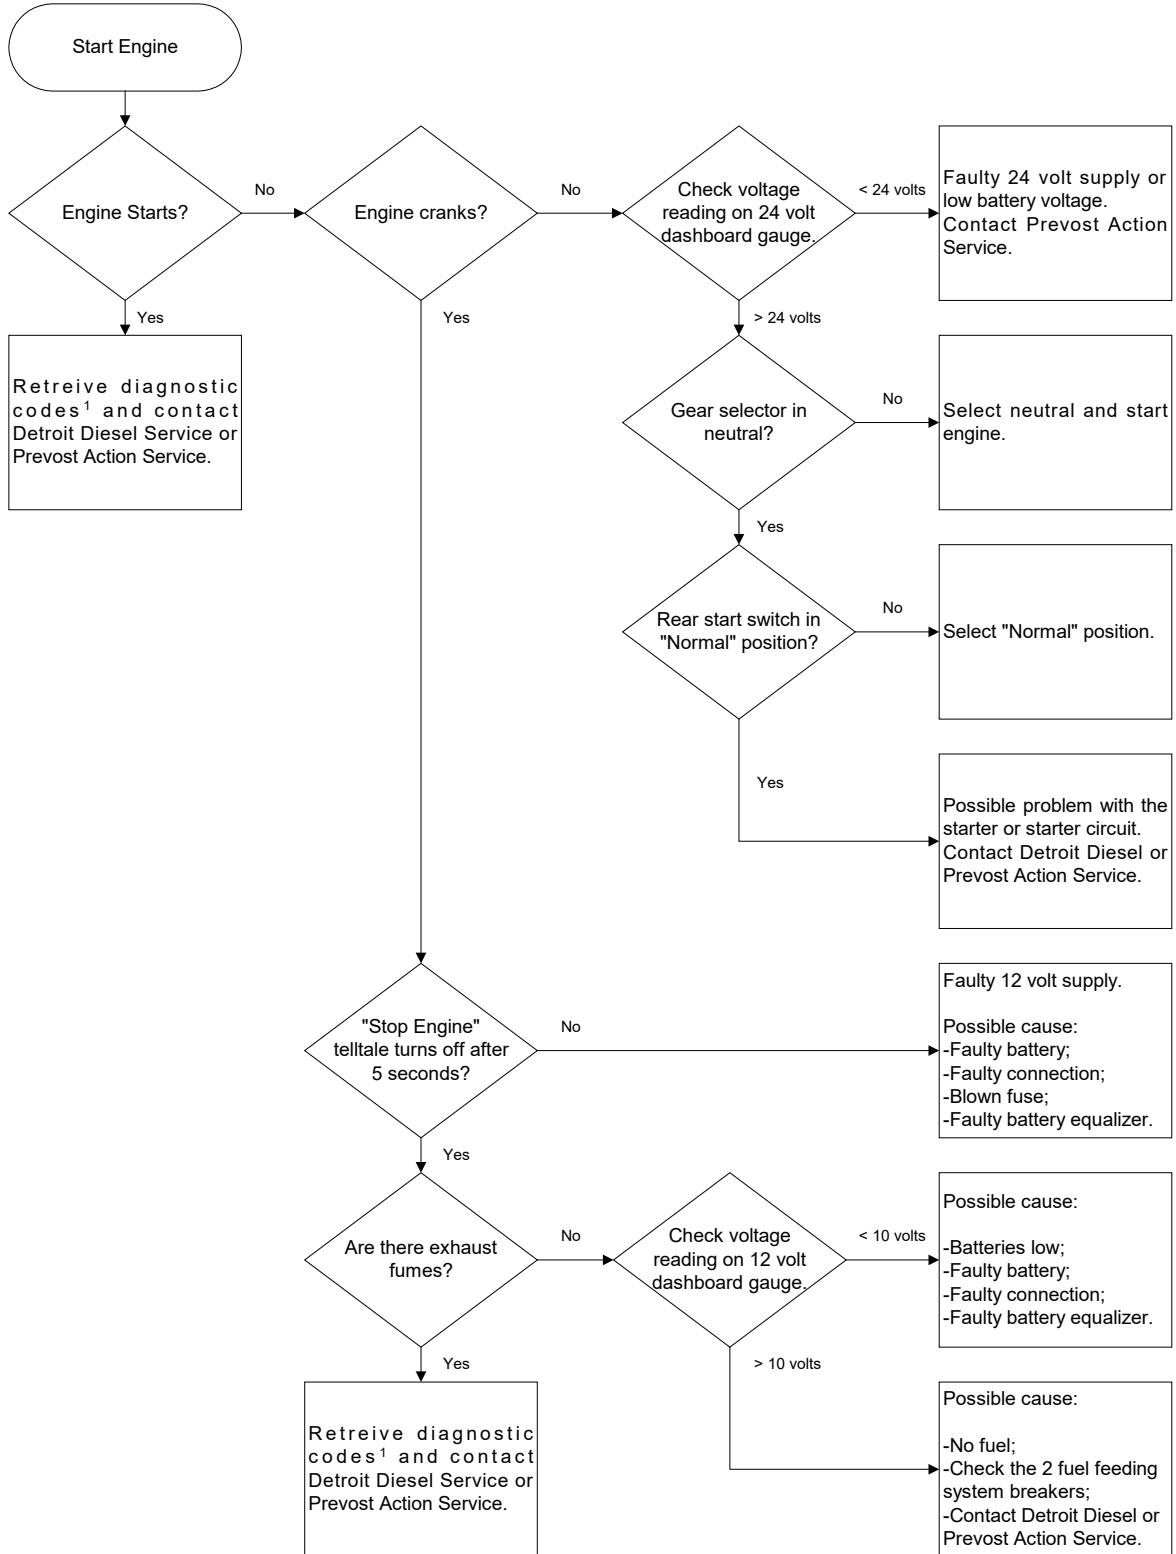 Start Engine
Engine Starts?
No
Engine cranks?
No
Check voltage
reading on 24 volt
dashboard gauge.
< 24 volts
Faulty 24 volt supply or
low battery voltage.
Contact Prevost Action
Service.
Yes
Yes
> 24 volts
Retreive diagnostic
codes¹ and contact
Detroit Diesel Service or
Prevost Action Service.
Gear selector in
neutral?
No
Select neutral and start
engine.
Yes
Rear start switch in
"Normal" position?
No
Select "Normal" position.
Yes
Possible problem with the
starter or starter circuit.
Contact Detroit Diesel or
Prevost Action Service.
"Stop Engine"
telltale turns off after
5 seconds?
No
Faulty 12 volt supply.
Possible cause:
-Faulty battery;
-Faulty connection;
-Blown fuse;
-Faulty battery equalizer.
Yes
Are there exhaust
fumes?
No
Check voltage
reading on 12 volt
dashboard gauge.
< 10 volts
Possible cause:
-Batteries low;
-Faulty battery;
-Faulty connection;
-Faulty battery equalizer.
Yes
> 10 volts
Retreive diagnostic
codes¹ and contact
Detroit Diesel Service or
Prevost Action Service.
Possible cause:
-No fuel;
-Check the 2 fuel feeding
system breakers;
-Contact Detroit Diesel or
Prevost Action Service.